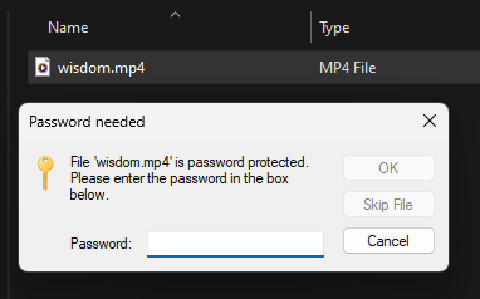 Name Type
wisdom.mp4 MP4 File
Password needed
File 'wisdom.mp4' is password protected.
Please enter the password in the box
below.
OK
Skip File
Cancel
Password: